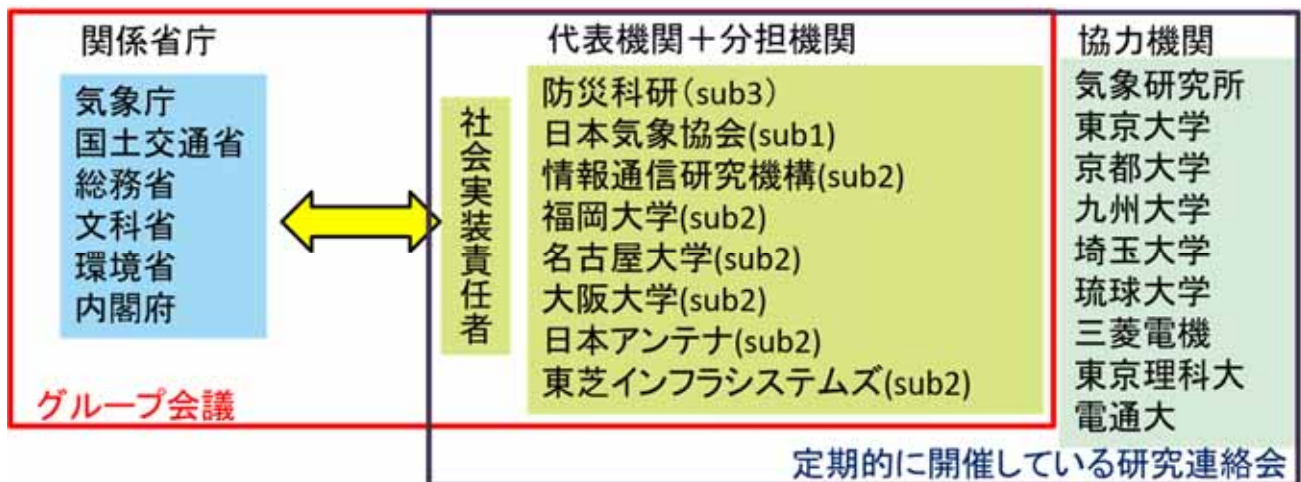 関係省庁
気象庁
国土交通省
総務省
文科省
環境省
内閣府
グループ会議
代表機関＋分担機関
社会実装責任者
防災科研（sub3）
日本気象協会(sub1)
情報通信研究機構(sub2)
福岡大学(sub2)
名古屋大学(sub2)
大阪大学(sub2)
日本アンテナ(sub2)
東芝インフラシステムズ(sub2)
協力機関
気象研究所
東京大学
京都大学
九州大学
埼玉大学
琉球大学
三菱電機
東京理科大
電通大
定期的に開催している研究連絡会